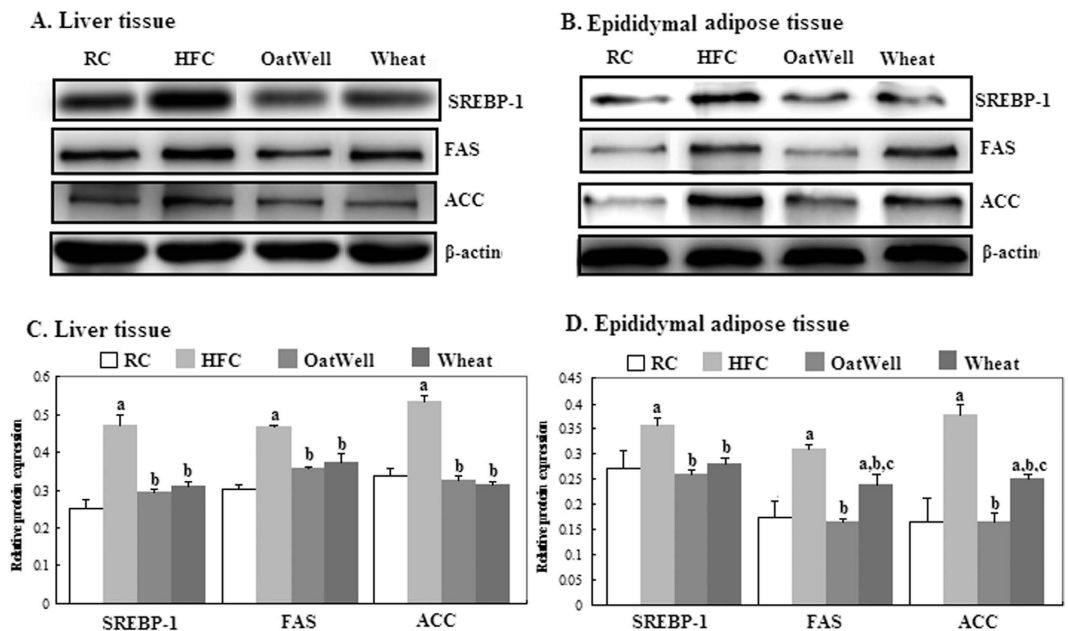 A. Liver tissue
RC HFC OatWell Wheat
SREBP-1
FAS
ACC
β-actin
B. Epididymal adipose tissue
RC HFC OatWell Wheat
SREBP-1
FAS
ACC
β-actin
C. Liver tissue
RC HFC OatWell Wheat
Relative protein expression
0.6
0.5
0.4
0.3
0.2
0.1
0
a b b
a b b
a b b
SREBP-1 FAS ACC
D. Epididymal adipose tissue
RC HFC OatWell Wheat
Relative protein expression
0.45
0.4
0.35
0.3
0.25
0.2
0.15
0.1
0.05
0
a b b
a b a,b,c
a b a,b,c
SREBP-1 FAS ACC